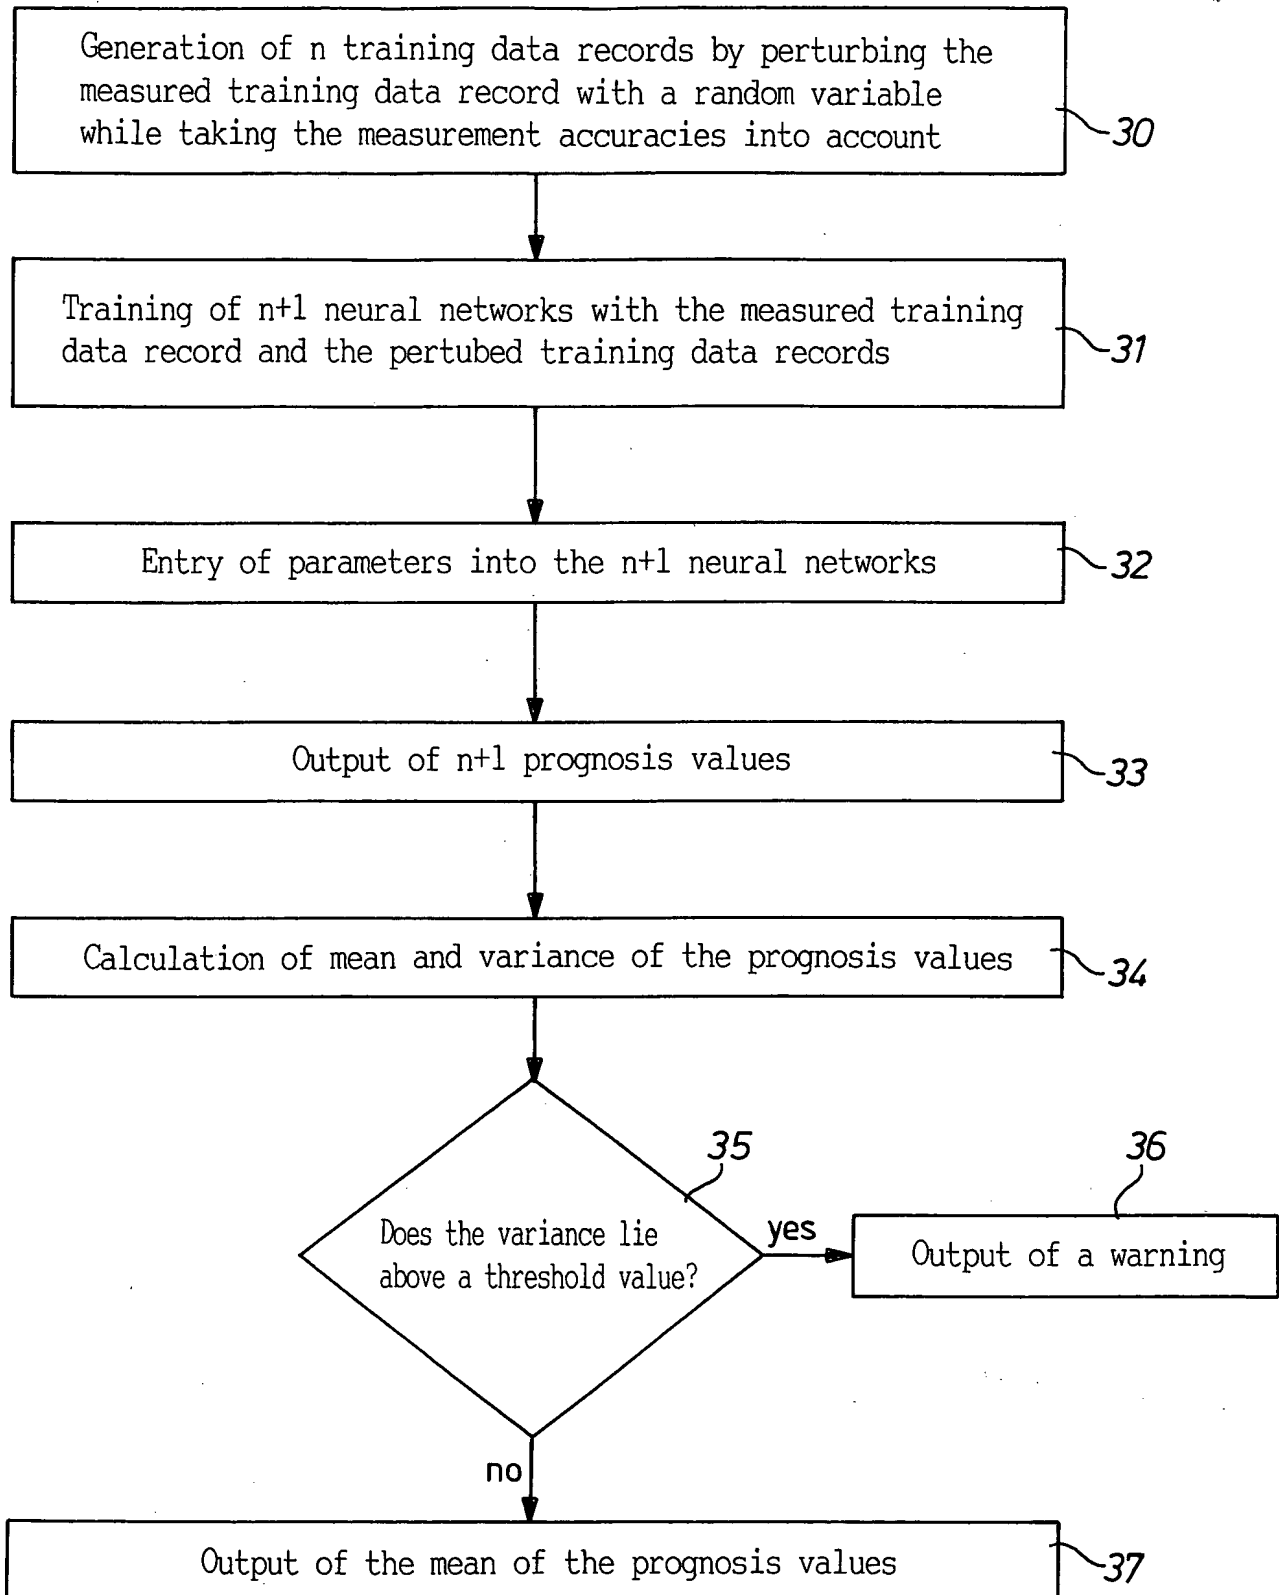 Generation of n training data records by perturbing the
measured training data record with a random variable
while taking the measurement accuracies into account
30
Training of n+1 neural networks with the measured training
data record and the pertubed training data records
31
Entry of parameters into the n+1 neural networks
32
Output of n+1 prognosis values
33
Calculation of mean and variance of the prognosis values
34
35
Does the variance lie
above a threshold value?
yes
36
Output of a warning
no
Output of the mean of the prognosis values
37